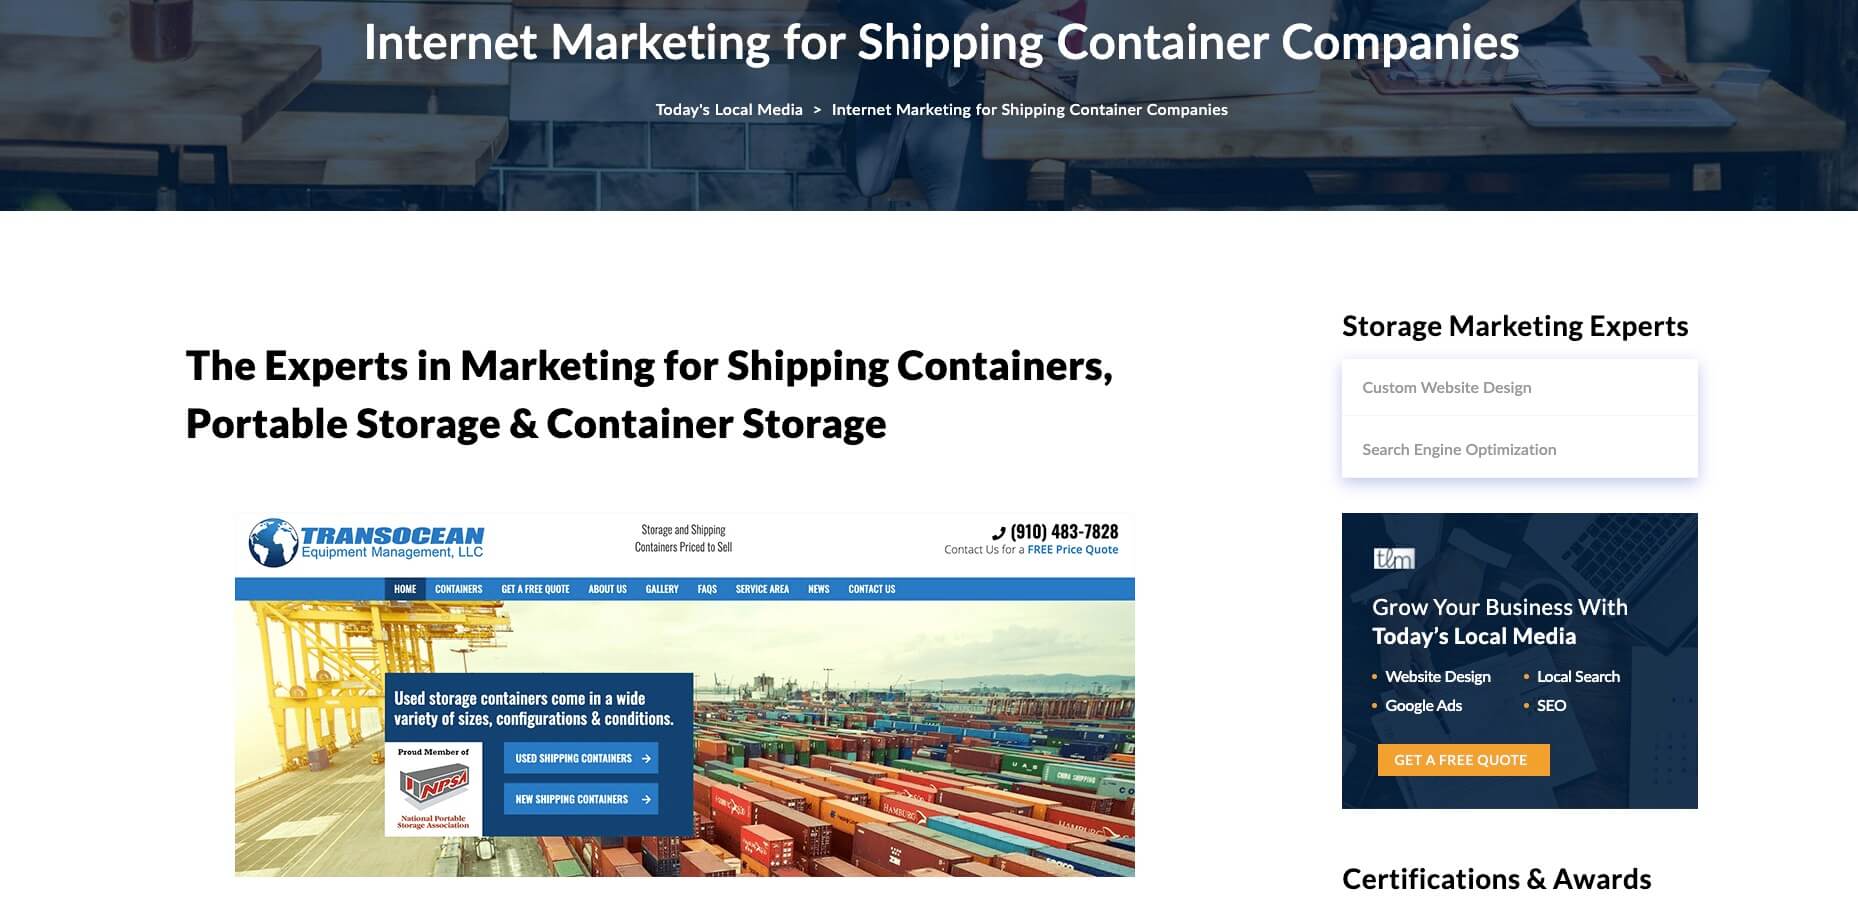 Internet Marketing for Shipping Container Companies
Today's Local Media > Internet Marketing for Shipping Container Companies
The Experts in Marketing for Shipping Containers,
Portable Storage & Container Storage
TRANSOCEAN
Equipment Management, LLC
Storage and Shipping
Containers Priced to Sell
(910) 483-7828
Contact Us for a FREE Price Quote
HOME CONTAINERS GET A FREE QUOTE ABOUT US GALLERY FAQS SERVICE AREA NEWS CONTACT US
Used storage containers come in a wide
variety of sizes, configurations & conditions.
Proud Member of
NPSA
National Portable
Storage Association
USED SHIPPING CONTAINERS →
NEW SHIPPING CONTAINERS →
UAS
CHINA SHIPPING
HAMBURG
HAMBURG
Storage Marketing Experts
Custom Website Design
Search Engine Optimization
tlm
Grow Your Business With
Today’s Local Media
• Website Design
• Local Search
• Google Ads
• SEO
GET A FREE QUOTE
Certifications & Awards